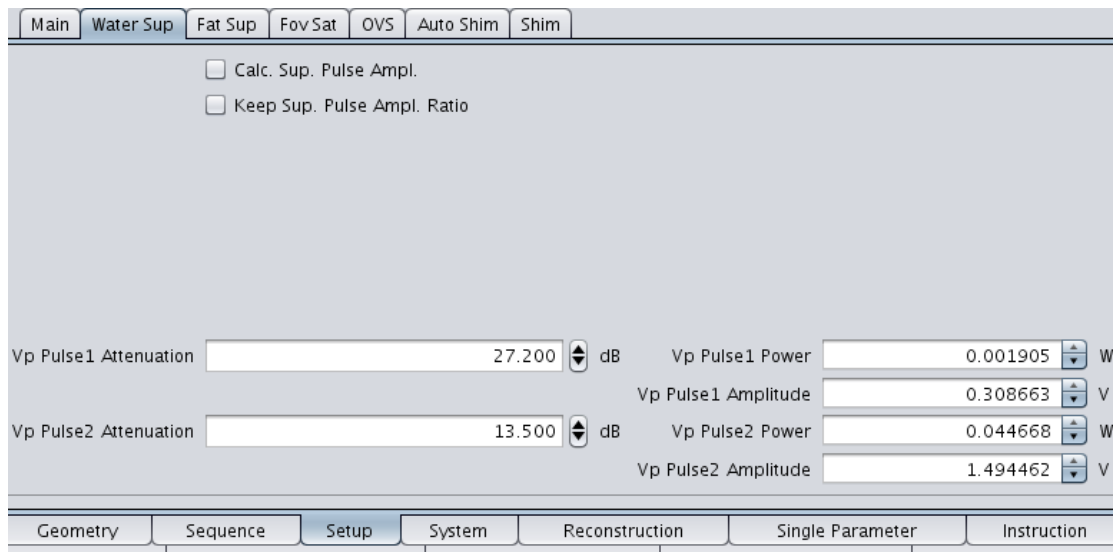 Main Water Sup Fat Sup Fov Sat OVS Auto Shim Shim
Calc. Sup. Pulse Ampl.
Keep Sup. Pulse Ampl. Ratio
Vp Pulse1 Attenuation 27.200 dB Vp Pulse1 Power 0.001905 W
Vp Pulse1 Amplitude 0.308663 V
Vp Pulse2 Attenuation 13.500 dB Vp Pulse2 Power 0.044668 W
Vp Pulse2 Amplitude 1.494462 V
Geometry Sequence Setup System Reconstruction Single Parameter Instruction